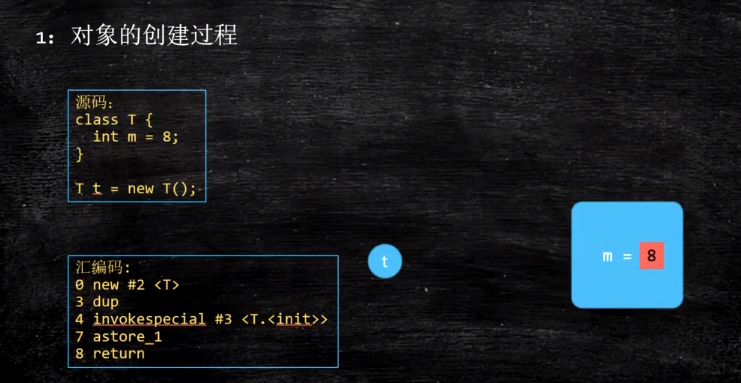 1: 对象的创建过程
源码:
class T {
  int m = 8;
}
T t = new T();
汇编码:
0 new #2 <T>
3 dup
4 invokespecial #3 <T.<init>>
7 astore_1
8 return
t
m = 8